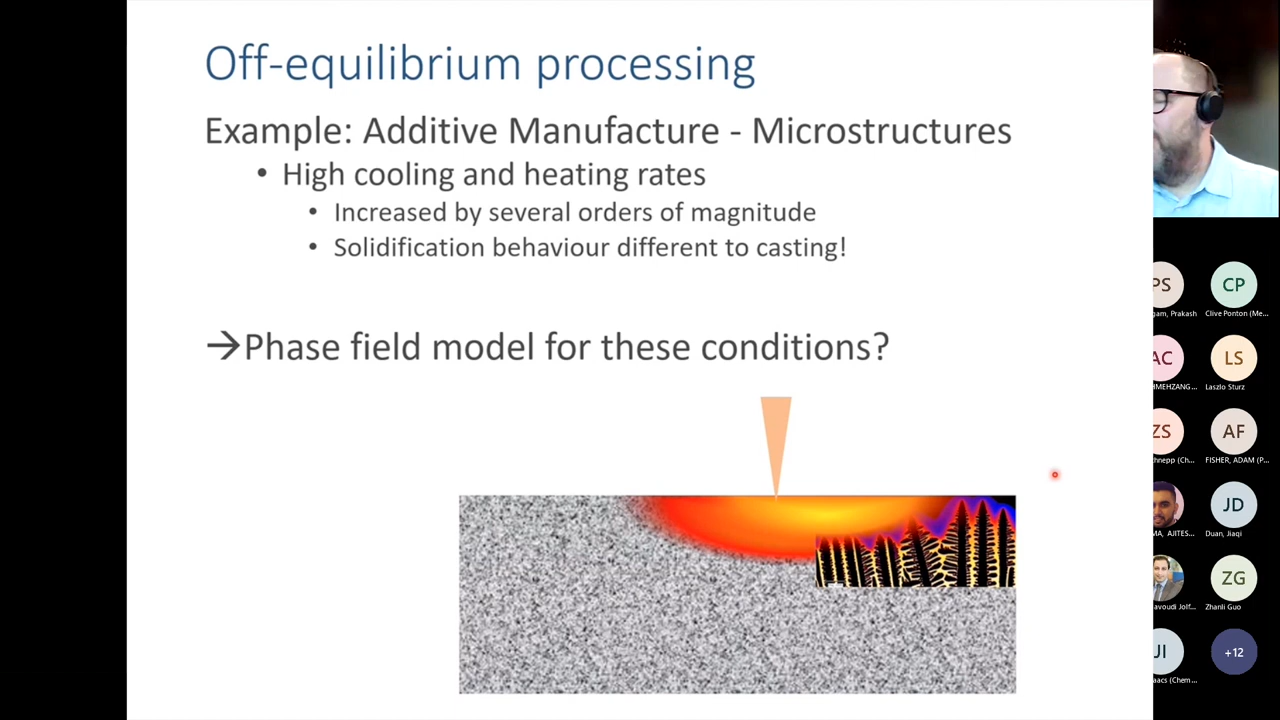 Off-equilibrium processing
Example: Additive Manufacture - Microstructures
• High cooling and heating rates
• Increased by several orders of magnitude
• Solidification behaviour different to casting!
→Phase field model for these conditions?
PS
CP
gam, Prakash
Clive Ponton (Me...
AC
LS
HMEHZANG...
Laszlo Sturz
ZS
AF
hnepp (Ch...
FISHER, ADAM (P...
JD
MA, AJITES...
Duan, Jiaqi
ZG
avoudi Jolf...
Zhanli Guo
JI
+12
aacs (Chem...